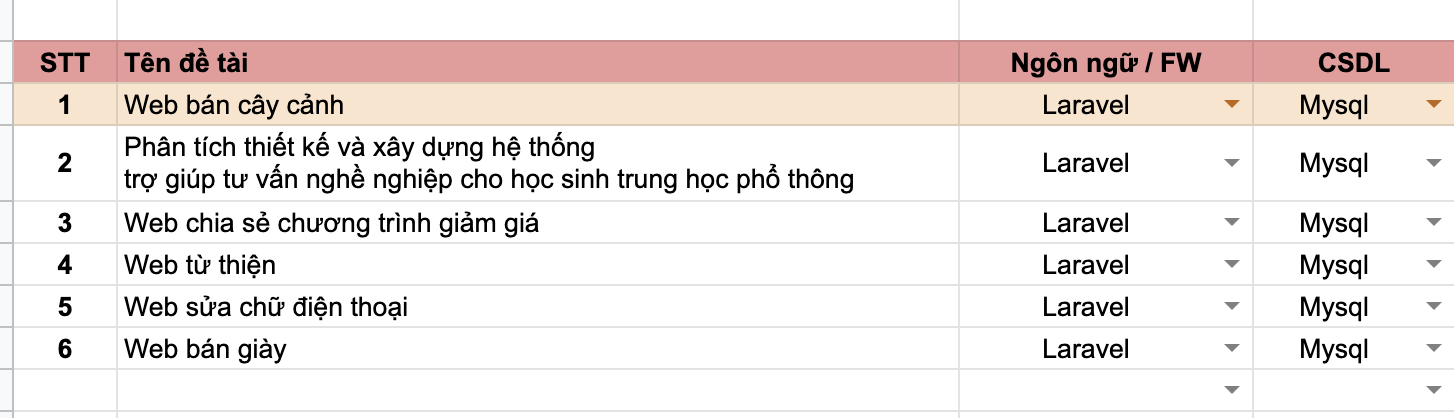 STT Tên đề tài Ngôn ngữ / FW CSDL
1 Web bán cây cảnh Laravel Mysql
2 Phân tích thiết kế và xây dựng hệ thống
trợ giúp tư vấn nghề nghiệp cho học sinh trung học phổ thông Laravel Mysql
3 Web chia sẻ chương trình giảm giá Laravel Mysql
4 Web từ thiện Laravel Mysql
5 Web sửa chữ điện thoại Laravel Mysql
6 Web bán giày Laravel Mysql